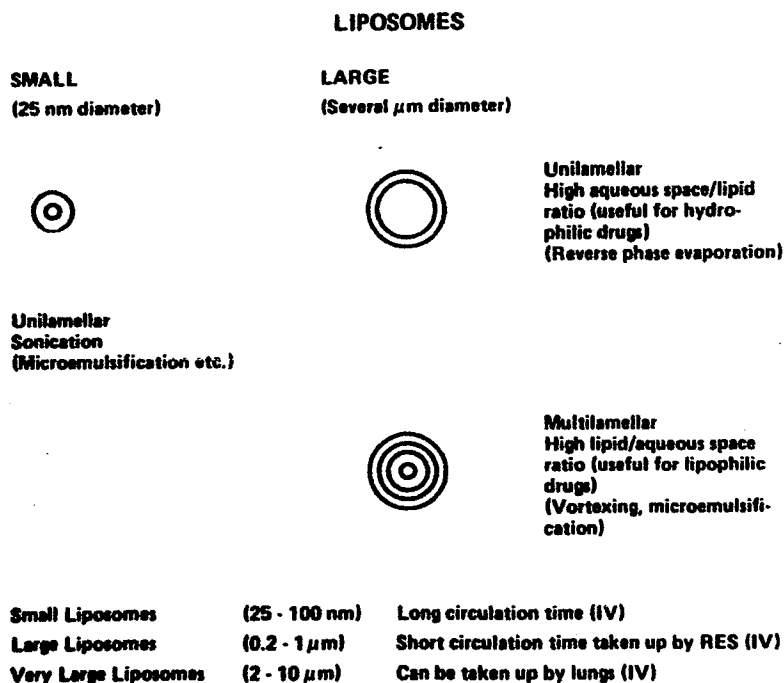 LIPOSOMES
SMALL
(25 nm diameter)
LARGE
(Several μm diameter)
Unilamellar
High aqueous space/lipid
ratio (useful for hydro-
philic drugs)
(Reverse phase evaporation)
Unilamellar
Sonication
(Microemulsification etc.)
Multilamellar
High lipid/aqueous space
ratio (useful for lipophilic
drugs)
(Vortexing, microemulsifi-
cation)
Small Liposomes (25 - 100 nm) Long circulation time (IV)
Large Liposomes (0.2 - 1 μm) Short circulation time taken up by RES (IV)
Very Large Liposomes (2 - 10 μm) Can be taken up by lungs (IV)